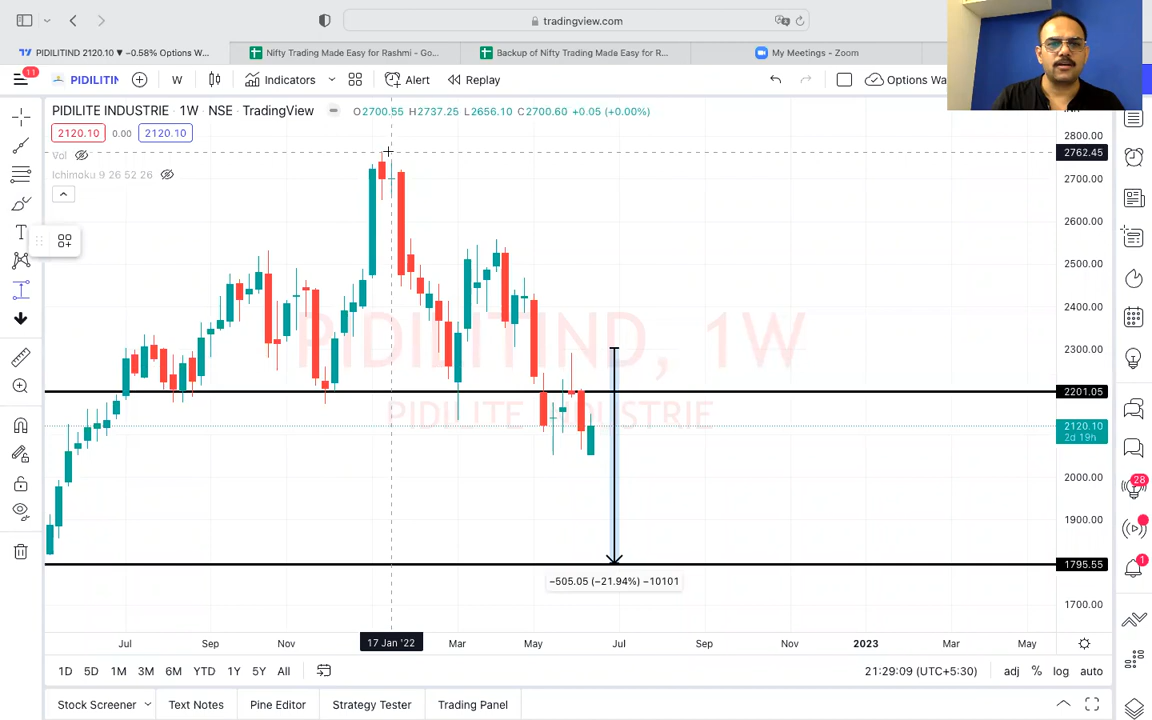 tradingview.com
PIDILITIND 2120.10 ▼ −0.58% Options W...
Nifty Trading Made Easy for Rashmi - Go...
Backup of Nifty Trading Made Easy for R...
My Meetings - Zoom
11
PIDILITIN
W
Indicators
Alert
Replay
Options Wa
PIDILITE INDUSTRIE · 1W · NSE · TradingView
O2700.55 H2737.25 L2656.10 C2700.60 +0.05 (+0.00%)
2120.10 0.00 2120.10
Vol
Ichimoku 9 26 52 26
2800.00
2762.45
2700.00
2600.00
2500.00
2400.00
2300.00
2201.05
2120.10
2d 19h
2000.00
1900.00
1795.55
1700.00
PIDILITIND, 1W
PIDILITE INDUSTRIE
−505.05 (−21.94%) −10101
28
1
Jul Sep Nov 17 Jan '22 Mar May Jul Sep Nov 2023 Mar May
1D 5D 1M 3M 6M YTD 1Y 5Y All
21:29:09 (UTC+5:30) adj % log auto
Stock Screener Text Notes Pine Editor Strategy Tester Trading Panel